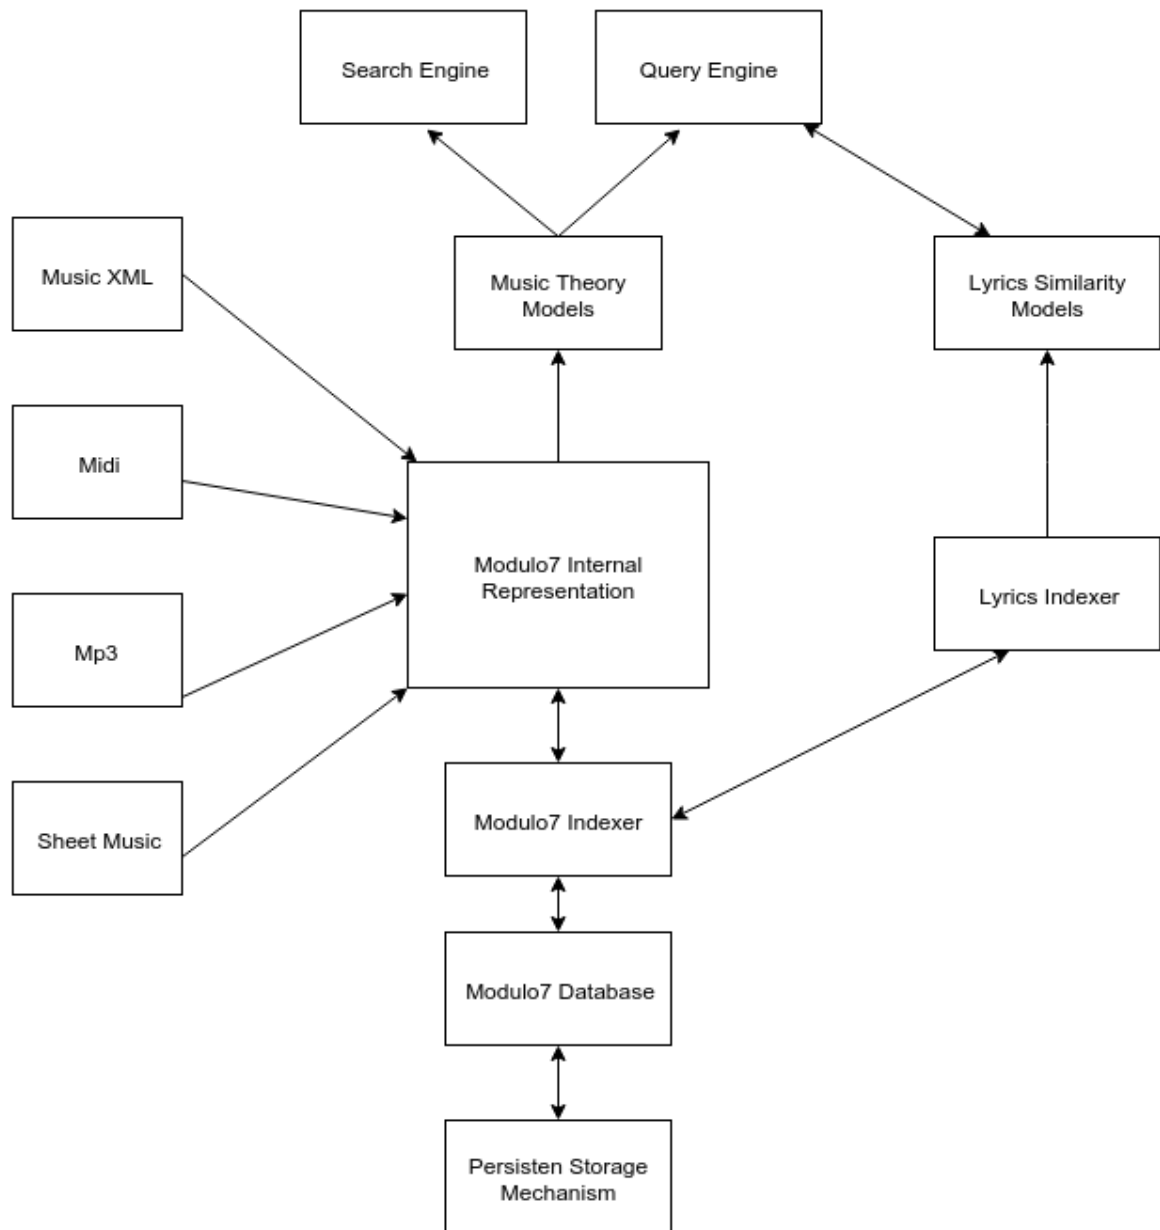 Search Engine
Query Engine
Music XML
Music Theory
Models
Lyrics Similarity
Models
Midi
Modulo7 Internal
Representation
Lyrics Indexer
Mp3
Sheet Music
Modulo7 Indexer
Modulo7 Database
Persisten Storage
Mechanism